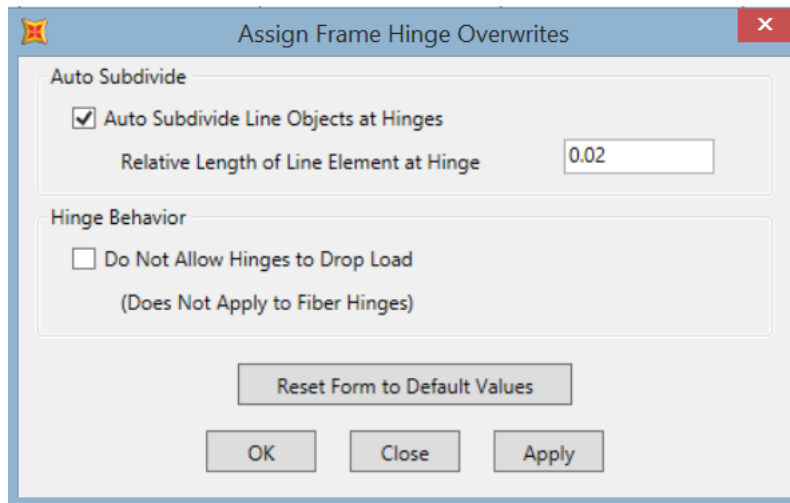 Assign Frame Hinge Overwrites
Auto Subdivide
Auto Subdivide Line Objects at Hinges
Relative Length of Line Element at Hinge 0.02
Hinge Behavior
Do Not Allow Hinges to Drop Load
(Does Not Apply to Fiber Hinges)
Reset Form to Default Values
OK Close Apply